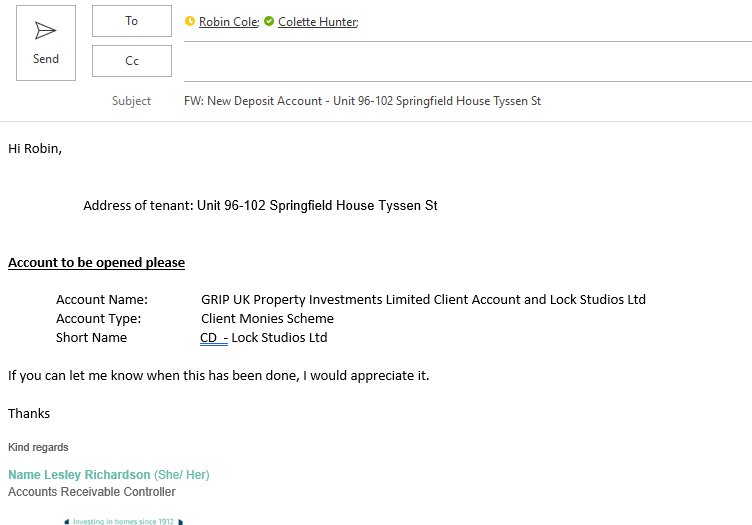 To
Robin Cole; Colette Hunter;
Send
Cc
Subject
FW: New Deposit Account - Unit 96-102 Springfield House Tyssen St
Hi Robin,
Address of tenant: Unit 96-102 Springfield House Tyssen St
Account to be opened please
Account Name: GRIP UK Property Investments Limited Client Account and Lock Studios Ltd
Account Type: Client Monies Scheme
Short Name CD - Lock Studios Ltd
If you can let me know when this has been done, I would appreciate it.
Thanks
Kind regards
Name Lesley Richardson (She/ Her)
Accounts Receivable Controller
Investing in homes since 1912